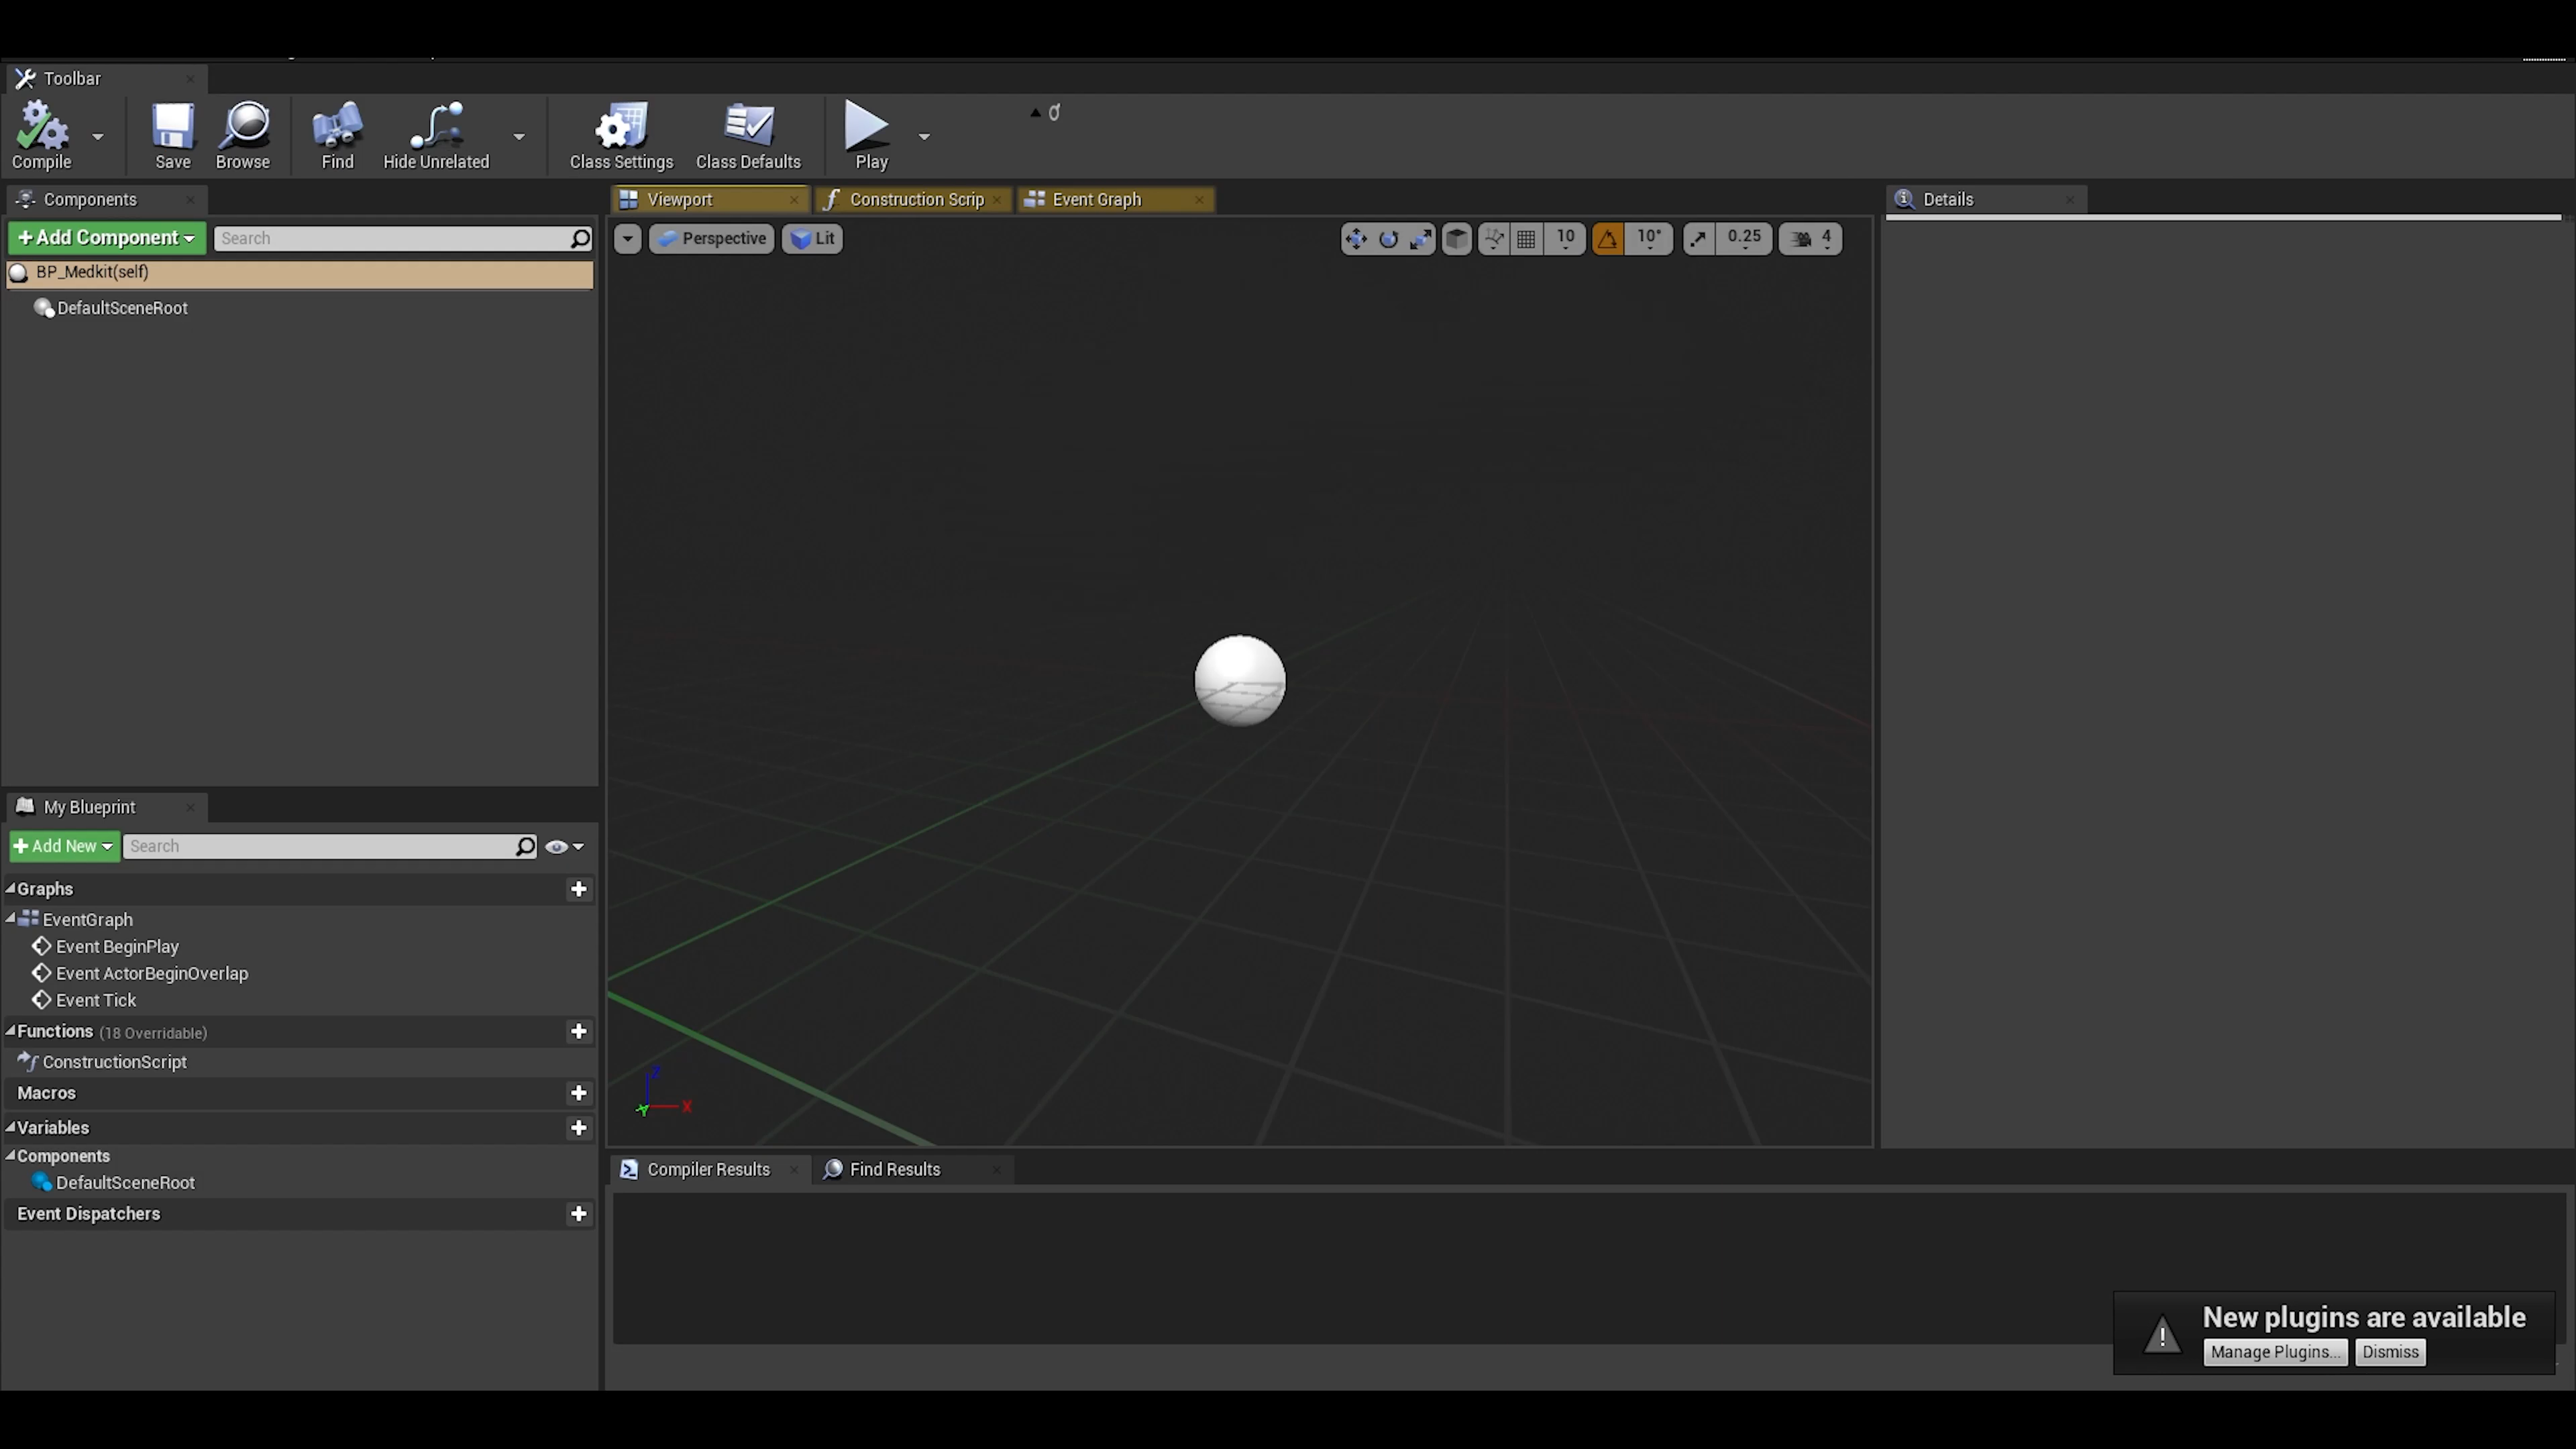 Toolbar
Compile
Save
Browse
Find
Hide Unrelated
Class Settings
Class Defaults
Play
Components
+Add Component
Search
BP_Medkit(self)
DefaultSceneRoot
Viewport
Construction Scrip
Event Graph
Perspective
Lit
10
10°
0.25
4
Z
Y
X
Details
My Blueprint
+Add New
Search
Graphs
EventGraph
Event BeginPlay
Event ActorBeginOverlap
Event Tick
Functions (18 Overridable)
ConstructionScript
Macros
Variables
Components
DefaultSceneRoot
Event Dispatchers
Compiler Results
Find Results
New plugins are available
Manage Plugins...
Dismiss